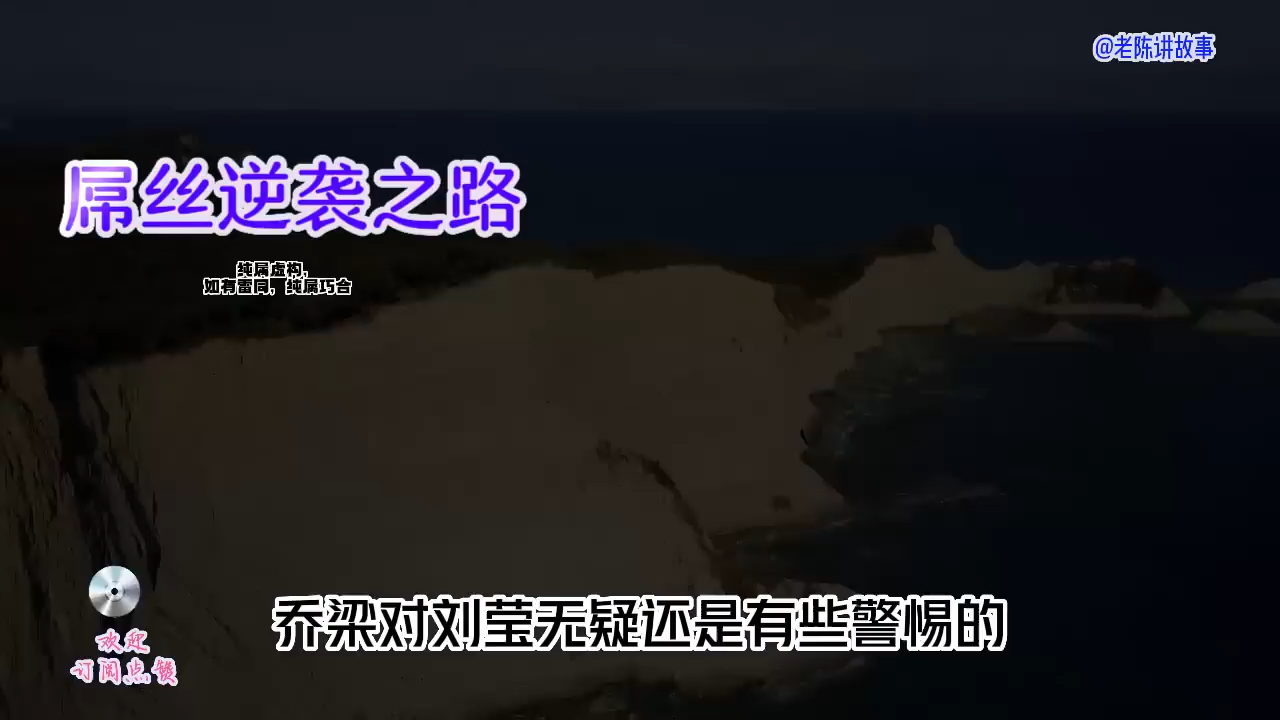 @老陈讲故事
屌丝逆袭之路
纯属虚构，
如有雷同，纯属巧合
欢迎
订阅点赞
乔梁对刘莹无疑还是有些警惕的